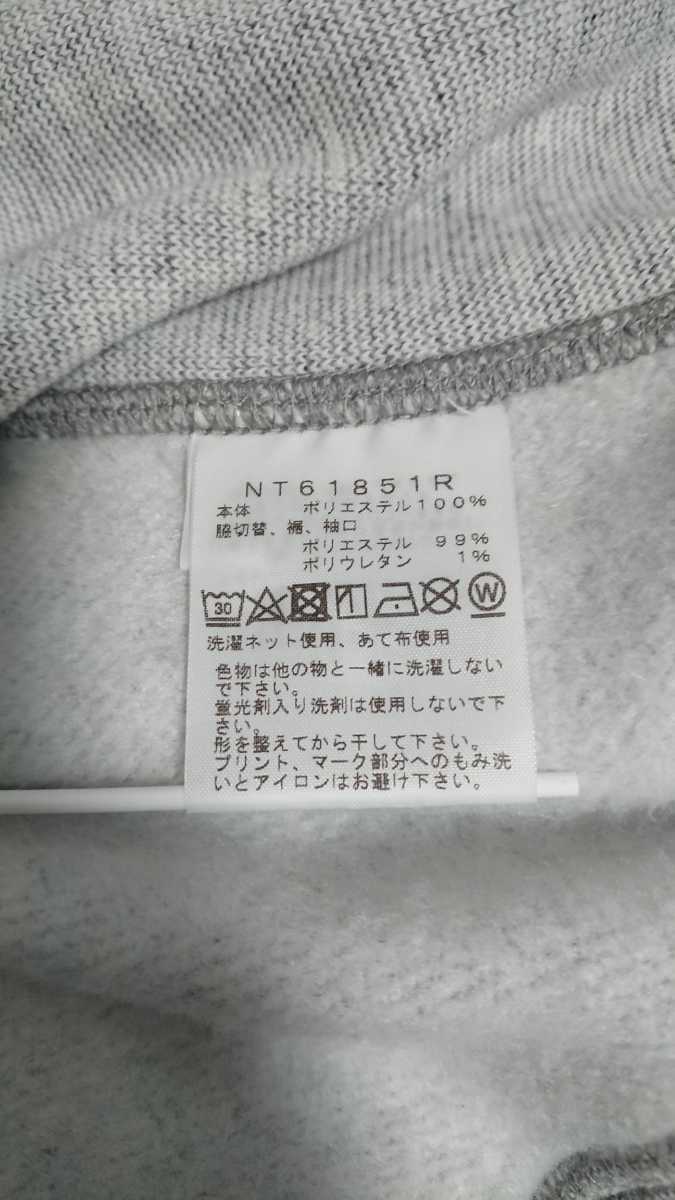 NT61851R
本体 ポリエステル100%
脇切替、裾、袖口
ポリエステル 99%
ポリウレタン 1%
30 W
洗濯ネット使用、あて布使用
色物は他の物と一緒に洗濯しない
で下さい。
蛍光剤入り洗剤は使用しないで下
さい。
形を整えてから干して下さい。
プリント、マーク部分へのもみ洗
いとアイロンはお避け下さい。